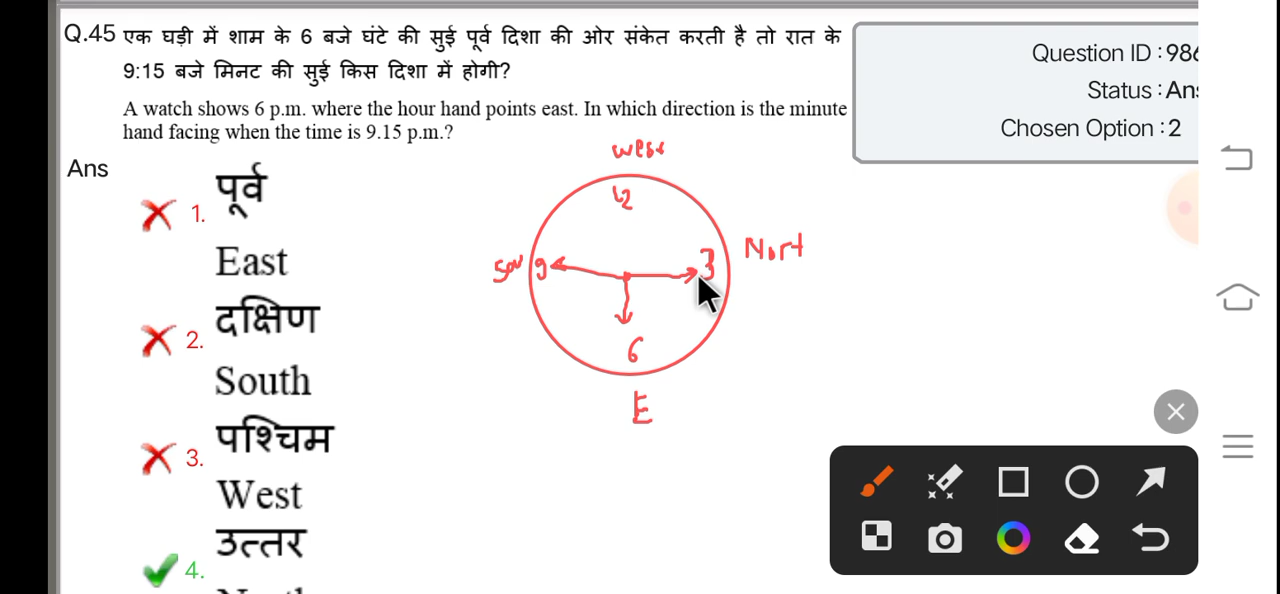 Q.45 एक घड़ी में शाम के 6 बजे घंटे की सुई पूर्व दिशा की ओर संकेत करती है तो रात के
9:15 बजे मिनट की सुई किस दिशा में होगी?
A watch shows 6 p.m. where the hour hand points east. In which direction is the minute
hand facing when the time is 9.15 p.m.?
Question ID : 986
Status : Ans
Chosen Option : 2
Ans
1. पूर्व
East
2. दक्षिण
South
3. पश्चिम
West
4. उत्तर
west
12
Sou 9
3 Nort
6
E